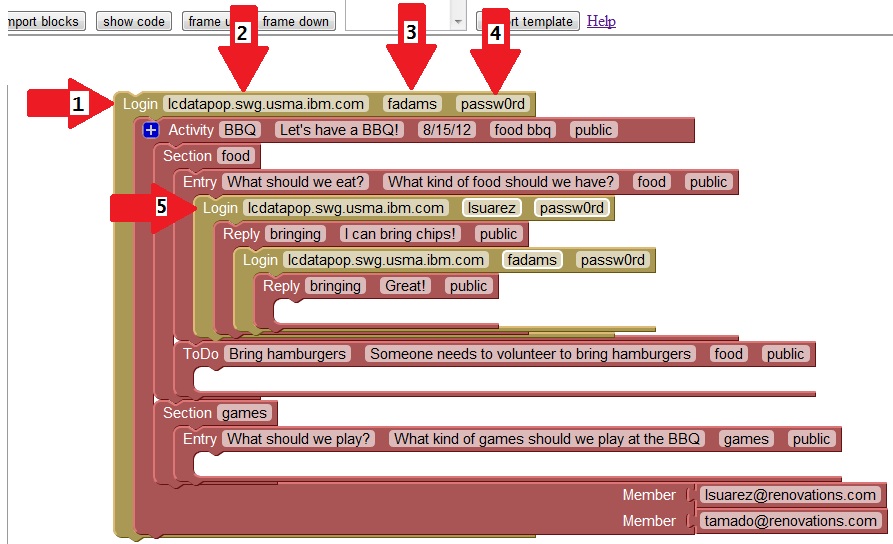 mport blocks show code frame u frame down t template Help
2 3 4
1 Login lcdatapop.swg.usma.ibm.com fadams passw0rd
+ Activity BBQ Let's have a BBQ! 8/15/12 food bbq public
Section food
Entry What should we eat? What kind of food should we have? food public
5 Login lcdatapop.swg.usma.ibm.com lsuarez passw0rd
Reply bringing I can bring chips! public
Login lcdatapop.swg.usma.ibm.com fadams passw0rd
Reply bringing Great! public
ToDo Bring hamburgers Someone needs to volunteer to bring hamburgers food public
Section games
Entry What should we play? What kind of games should we play at the BBQ games public
Member lsuarez@renovations.com
Member tamado@renovations.com